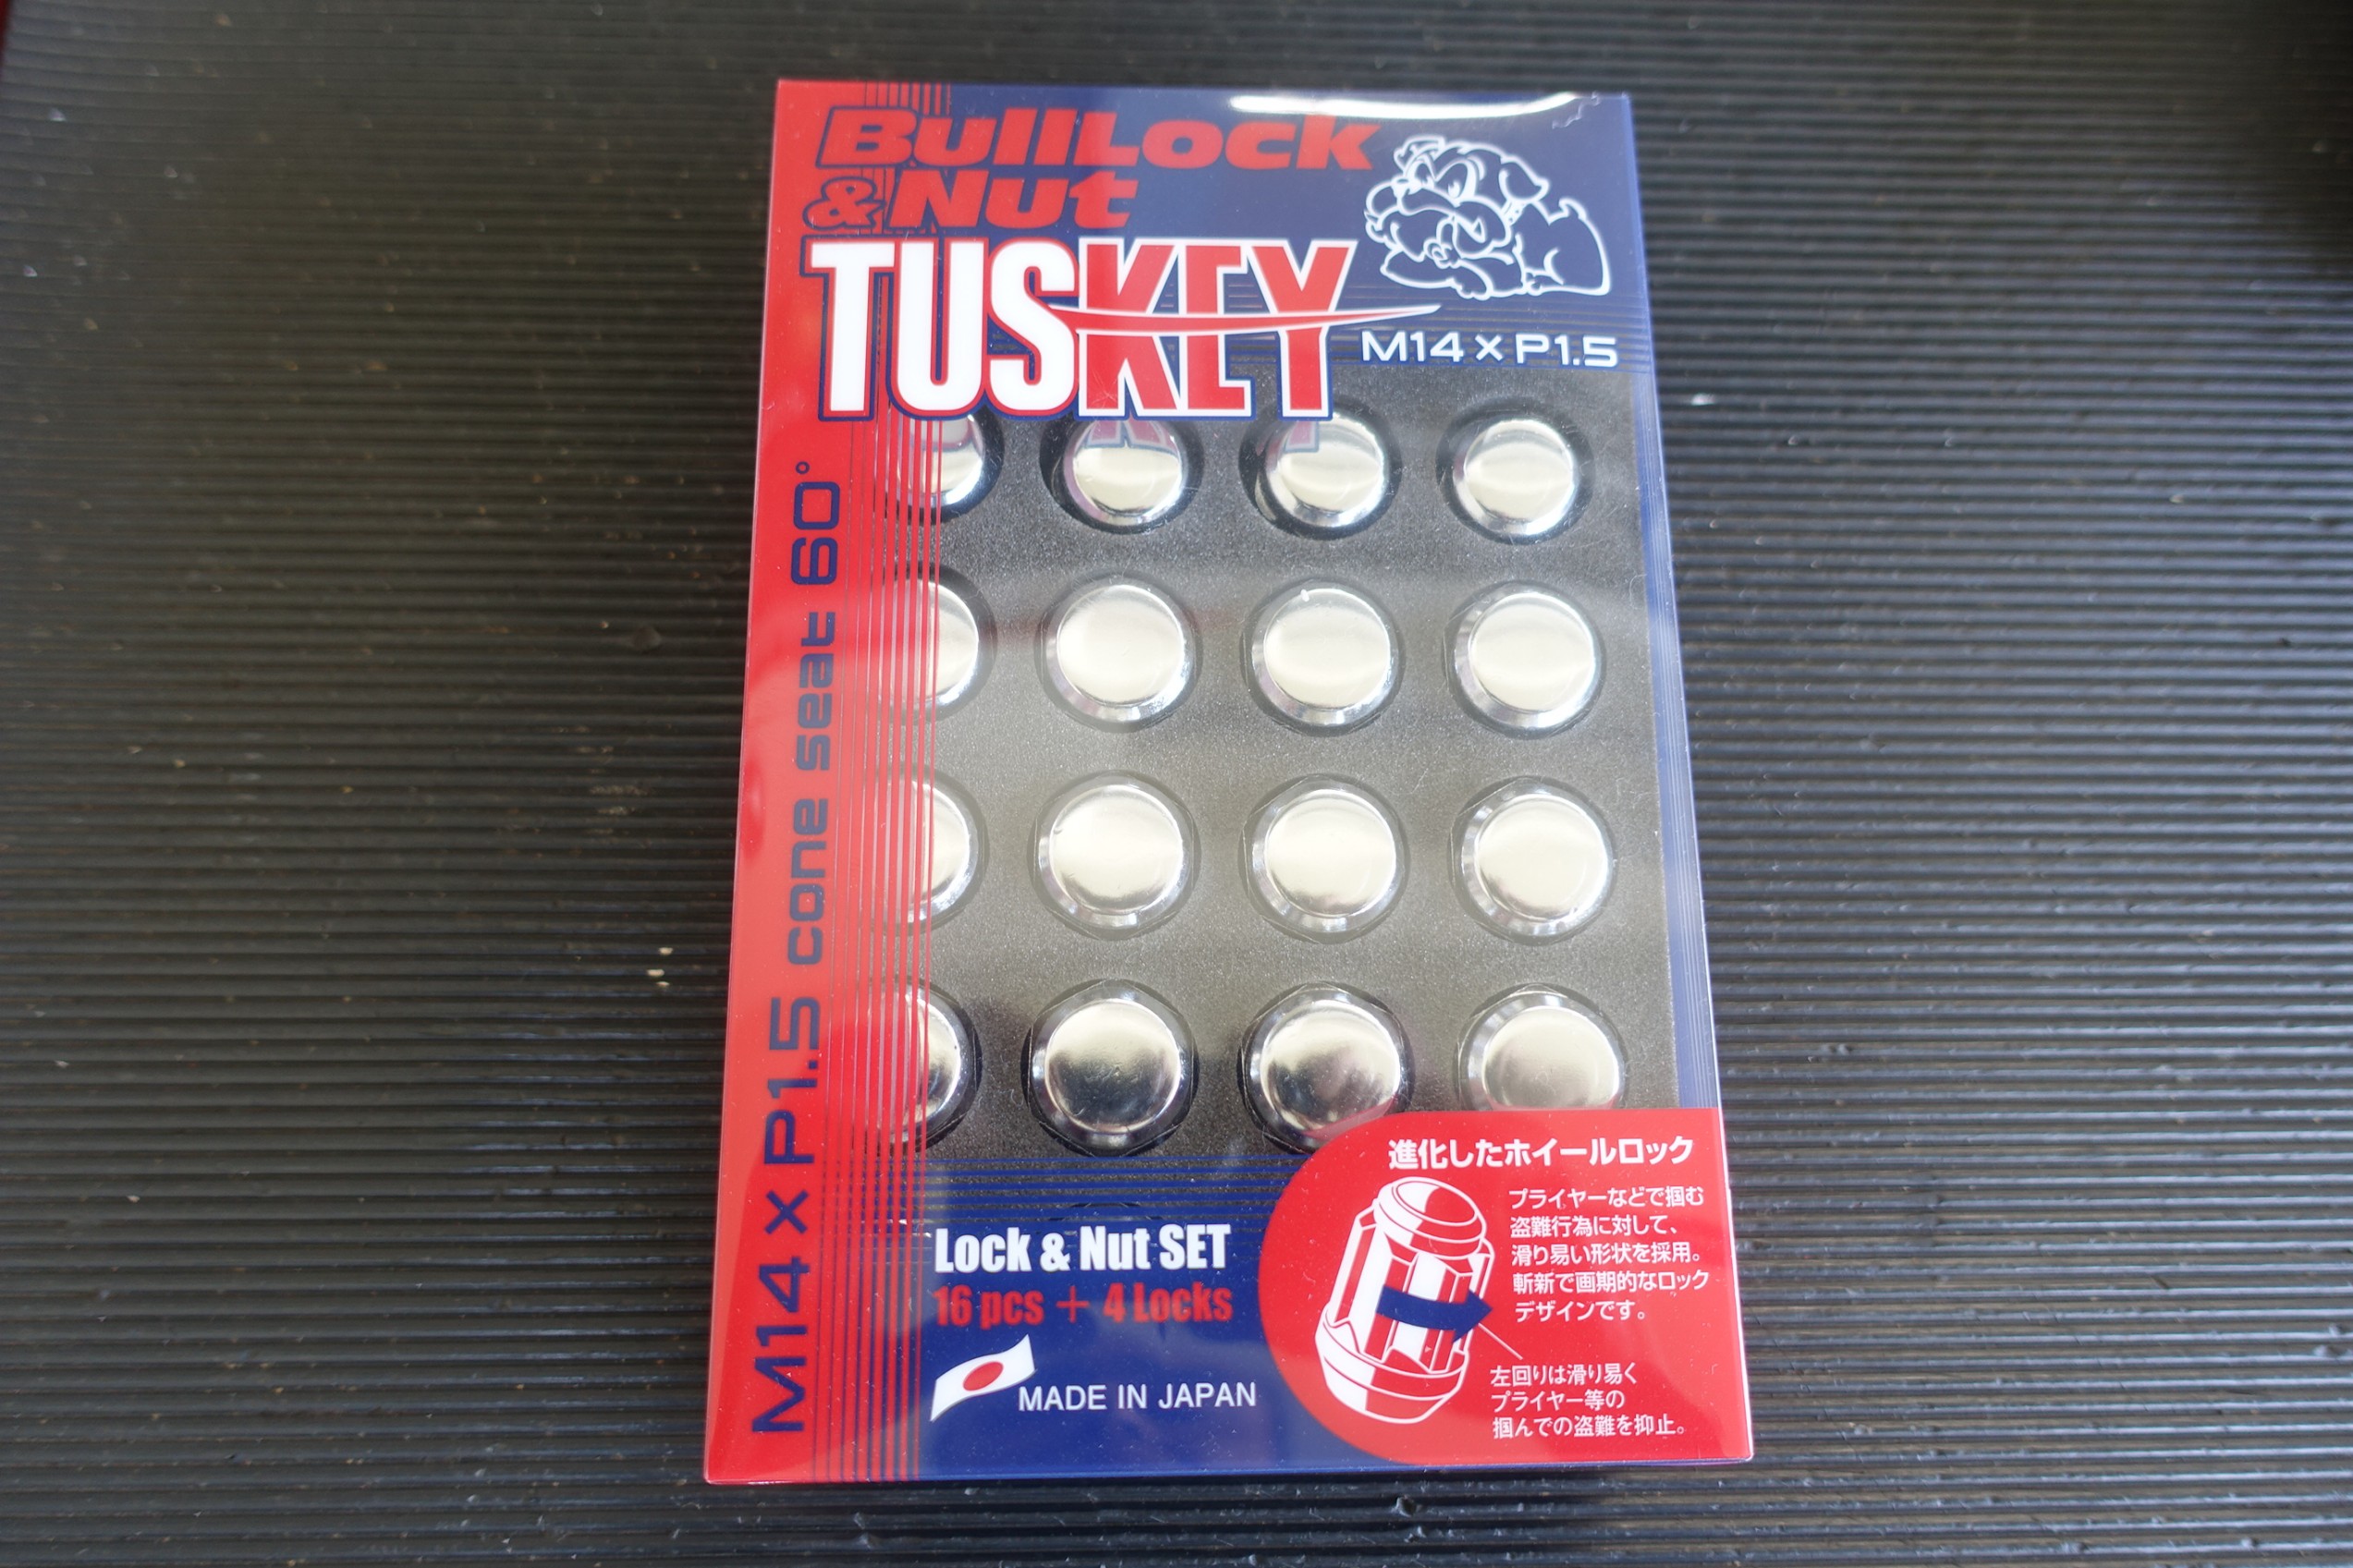 BullLock
& Nut
TUSKEY
M14 × P1.5
M14 × P1.5 cone seat 60°
Lock & Nut SET
16 pcs + 4 Locks
MADE IN JAPAN
進化したホイールロック
プライヤーなどで掴む
盗難行為に対して、
滑り易い形状を採用。
斬新で画期的なロック
デザインです。
左回りは滑り易く
プライヤー等の
掴んでの盗難を抑止。